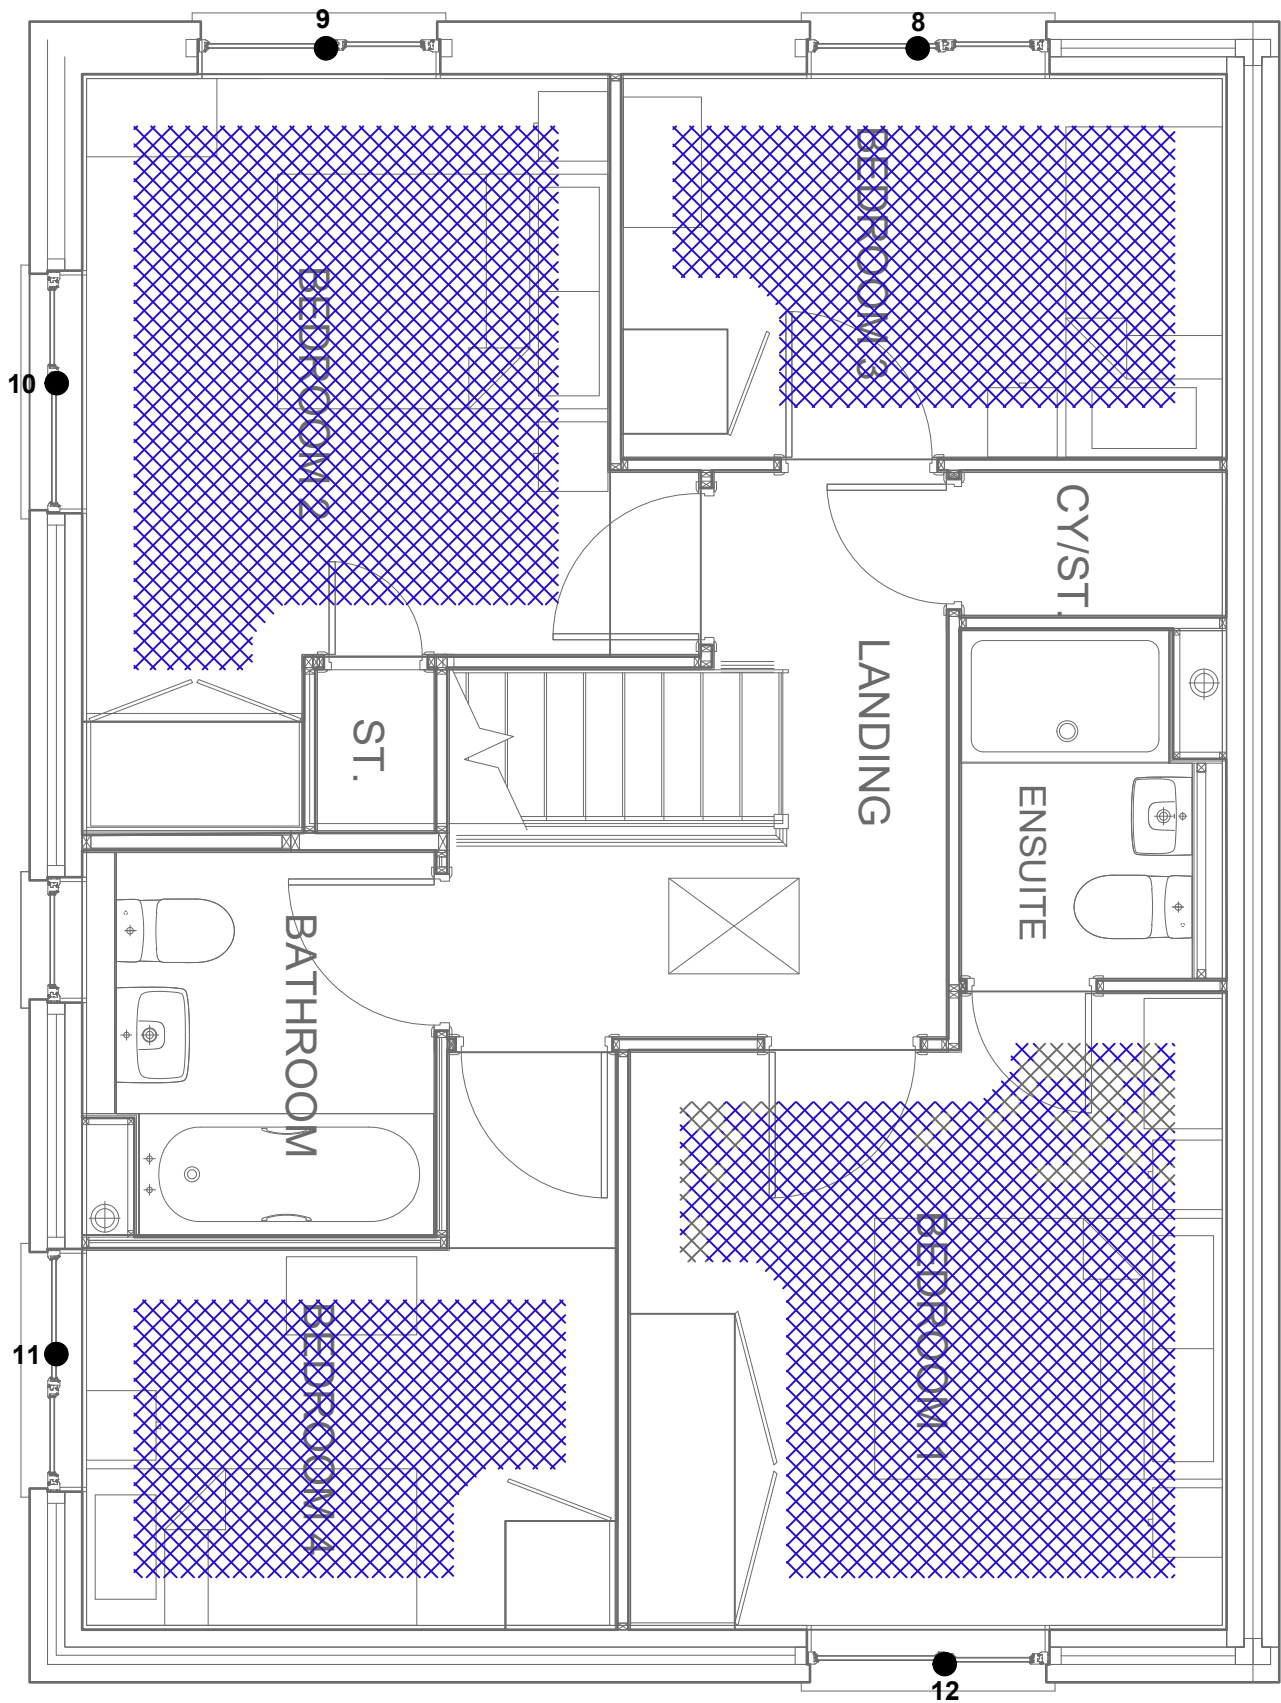 9
8
BEDROOM 3
BEDROOM 2
10
CY/ST.
LANDING
ST.
ENSUITE
BATHROOM
BEDROOM 1
11
BEDROOM 4
12